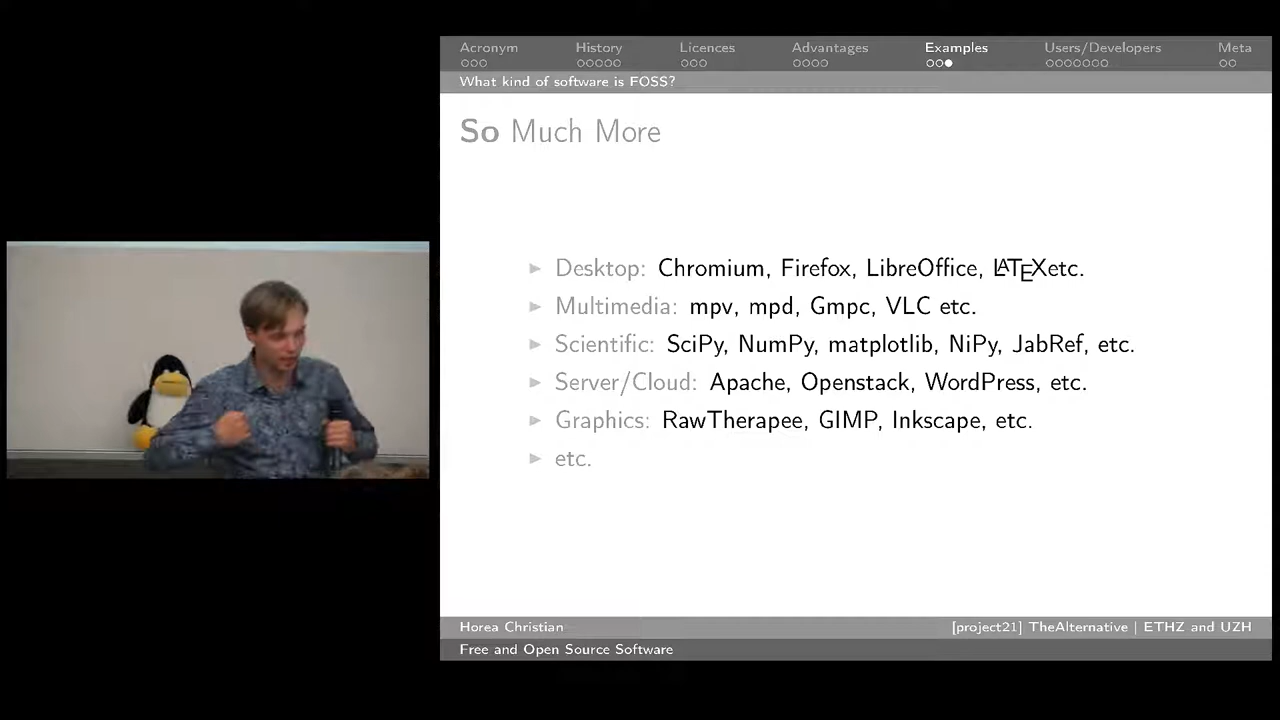 Acronym History Licences Advantages Examples Users/Developers Meta
What kind of software is FOSS?
So Much More
Desktop: Chromium, Firefox, LibreOffice, LATEXetc.
Multimedia: mpv, mpd, Gmpc, VLC etc.
Scientific: SciPy, NumPy, matplotlib, NiPy, JabRef, etc.
Server/Cloud: Apache, Openstack, WordPress, etc.
Graphics: RawTherapee, GIMP, Inkscape, etc.
etc.
Horea Christian [project21] TheAlternative | ETHZ and UZH
Free and Open Source Software